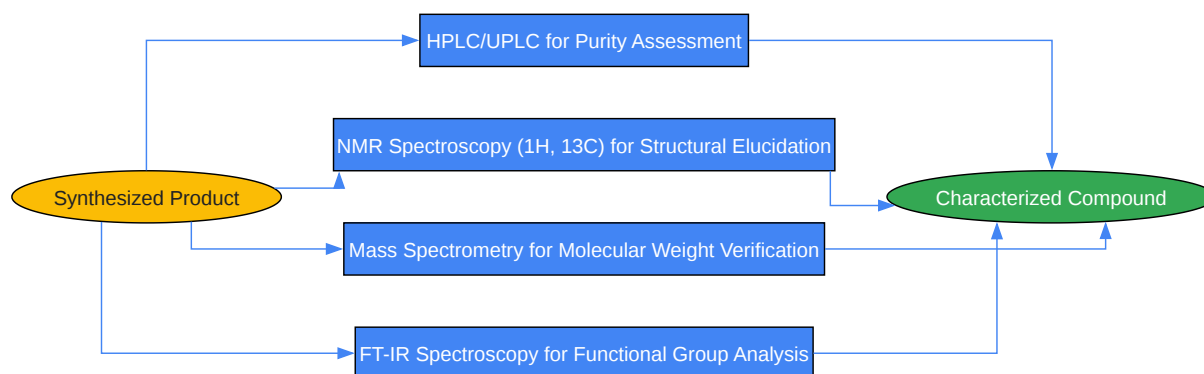 HPLC/UPLC for Purity Assessment
NMR Spectroscopy (1H, 13C) for Structural Elucidation
Synthesized Product
Characterized Compound
Mass Spectrometry for Molecular Weight Verification
FT-IR Spectroscopy for Functional Group Analysis